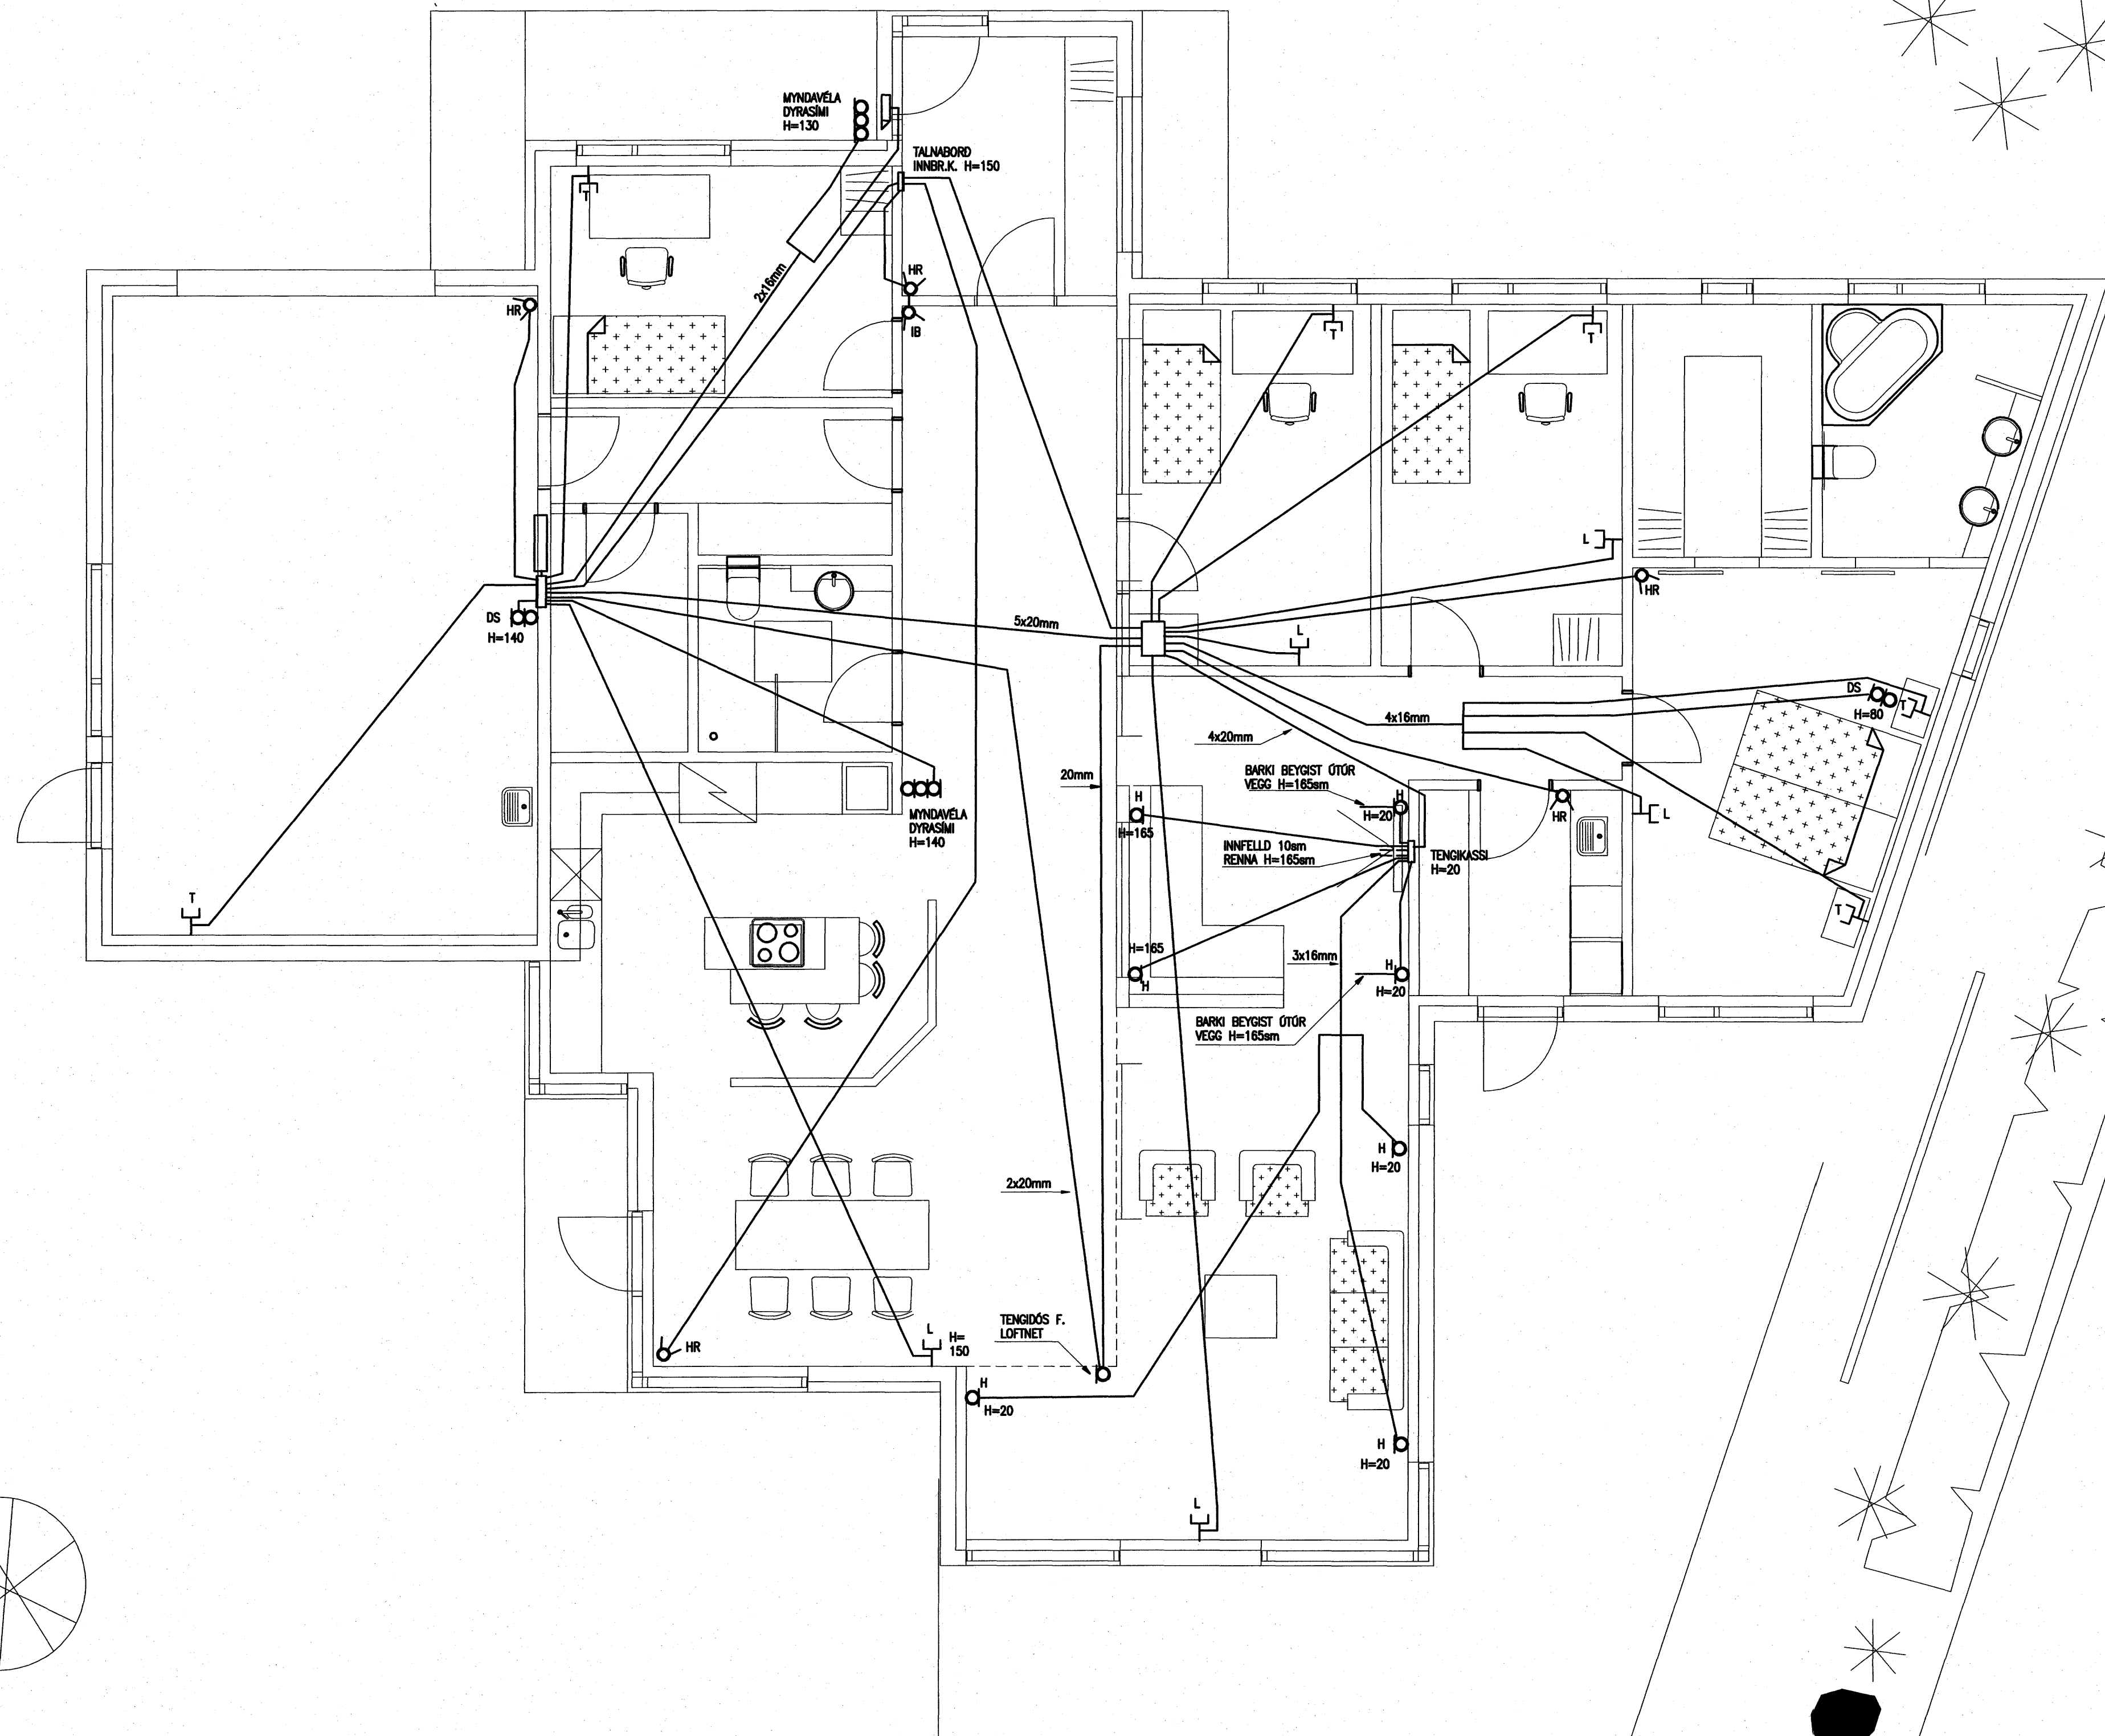 MYNDAVÉLA
DYRASÍMI
H=130
TALNABORD
INNBR.K. H=150
T
2x16mm
HR
IB
HR
T
T
L
HR
L
5x20mm
DS
H=140
DS
H=80
T
4x16mm
4x20mm
20mm
BARKI BEYGIST ÚTÚR
VEGG H=165sm
H
H=20
H
H=165
INNFELLD 10sm
RENNA H=165sm
TENGIKASSI
H=20
HR
L
MYNDAVÉLA
DYRASÍMI
H=140
T
T
H=165
H
3x16mm
H
H=20
BARKI BEYGIST ÚTÚR
VEGG H=165sm
H
H=20
2x20mm
TENGIDÓS F.
LOFTNET
L
H=
150
HR
H
H=20
H
H=20
L